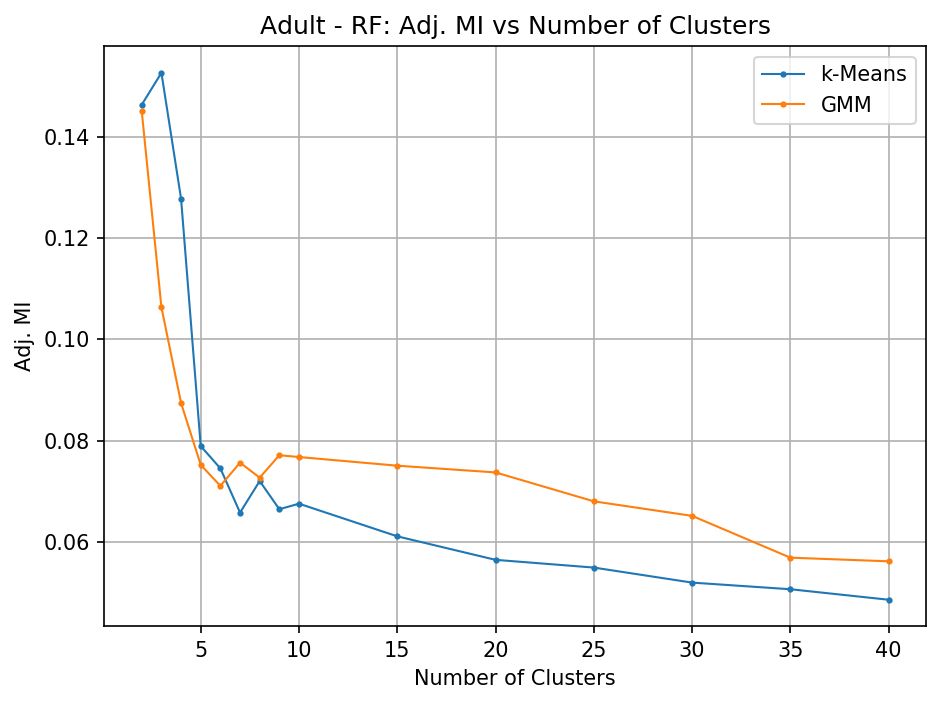 Adult - RF: Adj. MI vs Number of Clusters
k-Means
GMM
Adj. MI
0.14
0.12
0.10
0.08
0.06
5 10 15 20 25 30 35 40
Number of Clusters